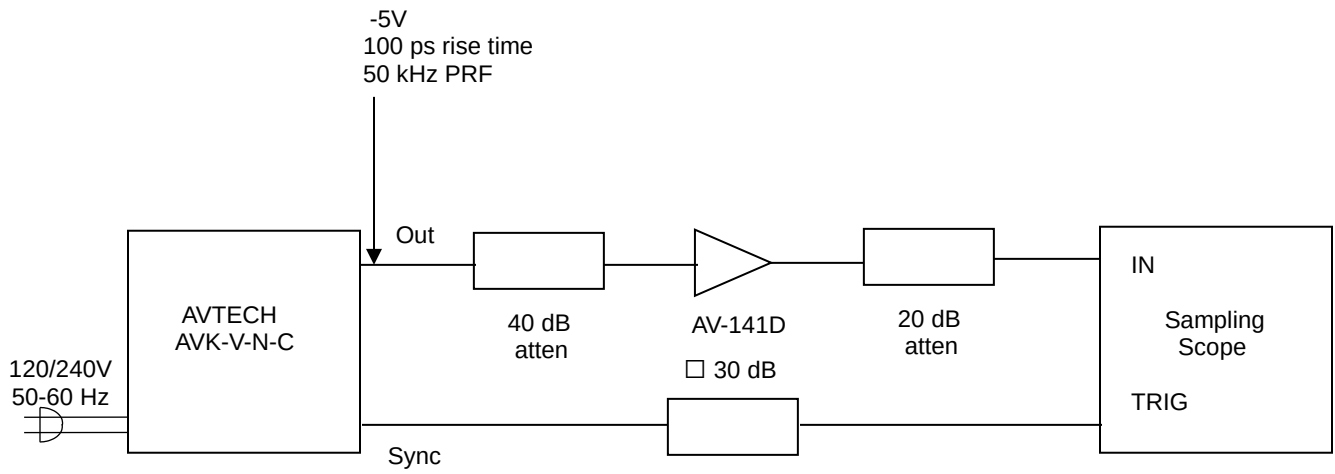 -5V
100 ps rise time
50 kHz PRF
Out
IN
AVTECH
AVK-V-N-C
40 dB
atten
AV-141D
20 dB
atten
Sampling
Scope
120/240V
50-60 Hz
□ 30 dB
TRIG
Sync